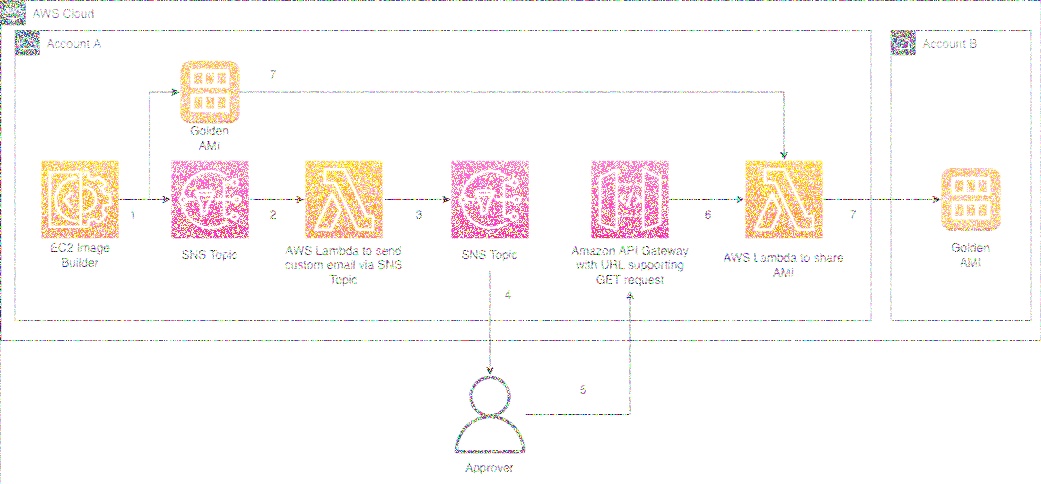 AWS Cloud
Account A
Account B
7
Golden
AMI
1
2
3
6
7
EC2 Image
Builder
SNS Topic
AWS Lambda to send
custom email via SNS
Topic
SNS Topic
Amazon API Gateway
with URL supporting
GET request
AWS Lambda to share
AMI
Golden
AMI
4
5
Approver